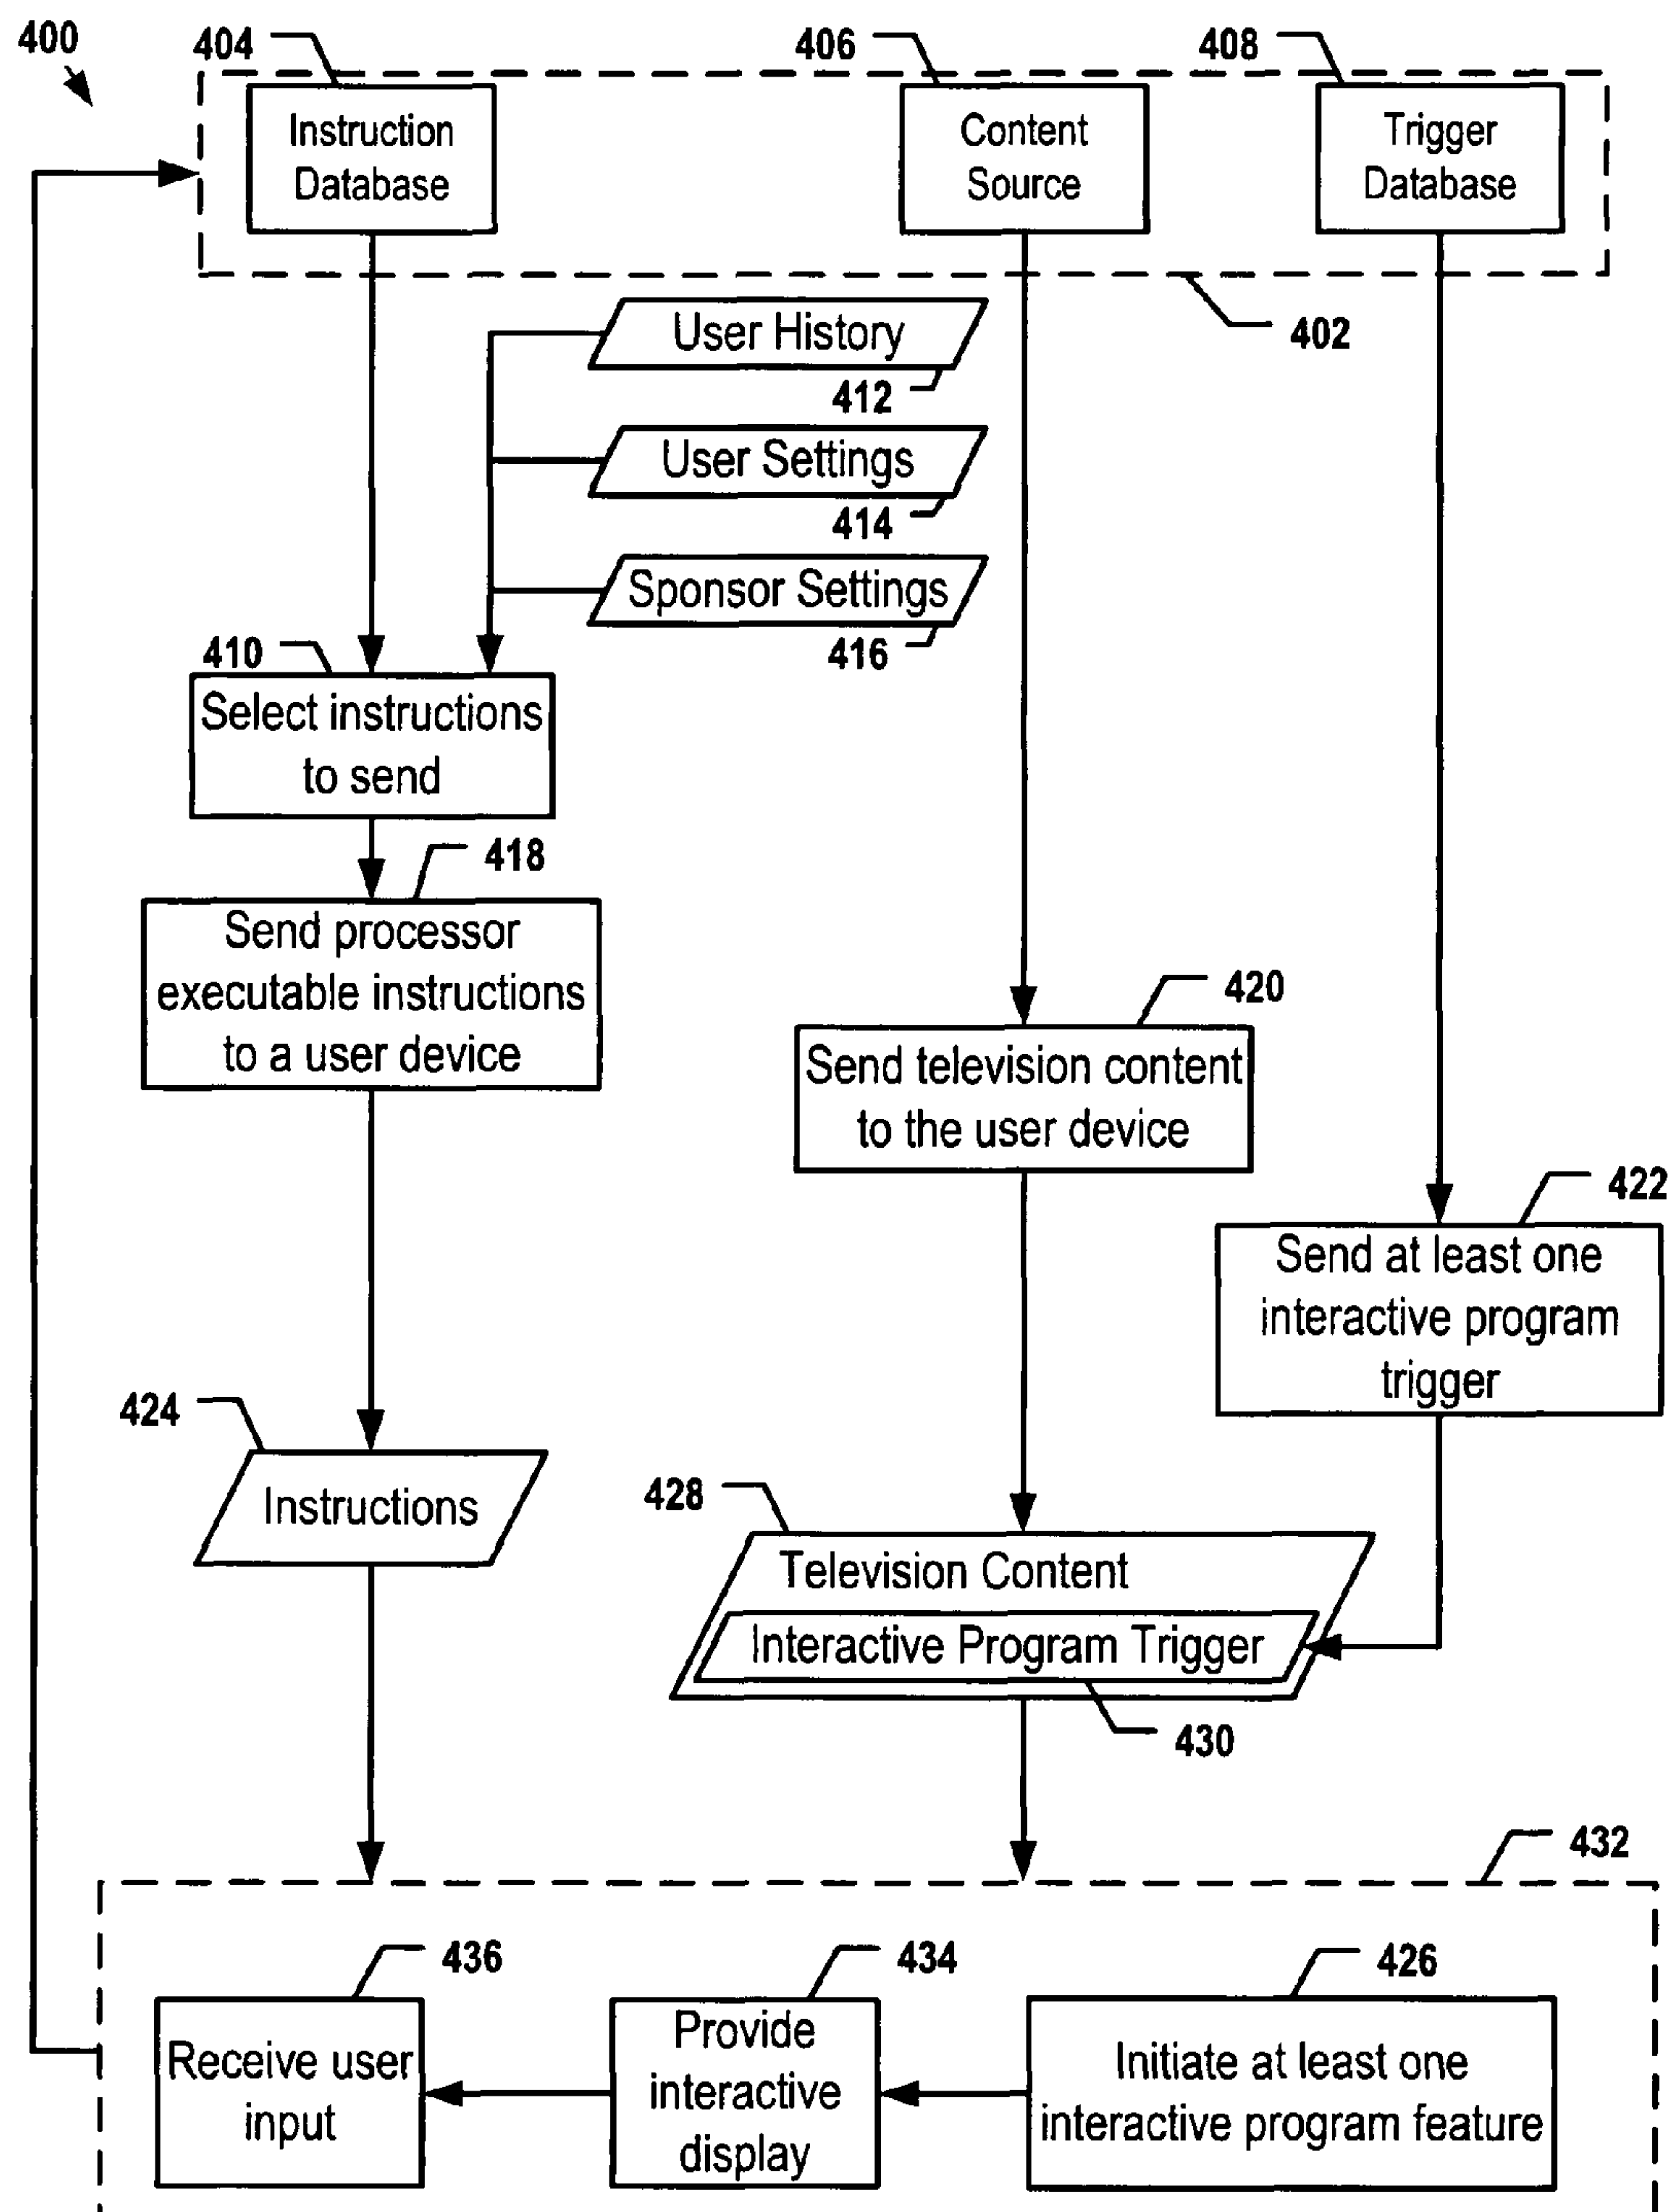 400
404
406
408
Instruction
Database
Content
Source
Trigger
Database
402
User History
412
User Settings
414
Sponsor Settings
416
410
Select instructions
to send
418
Send processor
executable instructions
to a user device
420
Send television content
to the user device
422
Send at least one
interactive program
trigger
424
Instructions
428
Television Content
Interactive Program Trigger
430
432
436
434
426
Receive user
input
Provide
interactive
display
Initiate at least one
interactive program feature